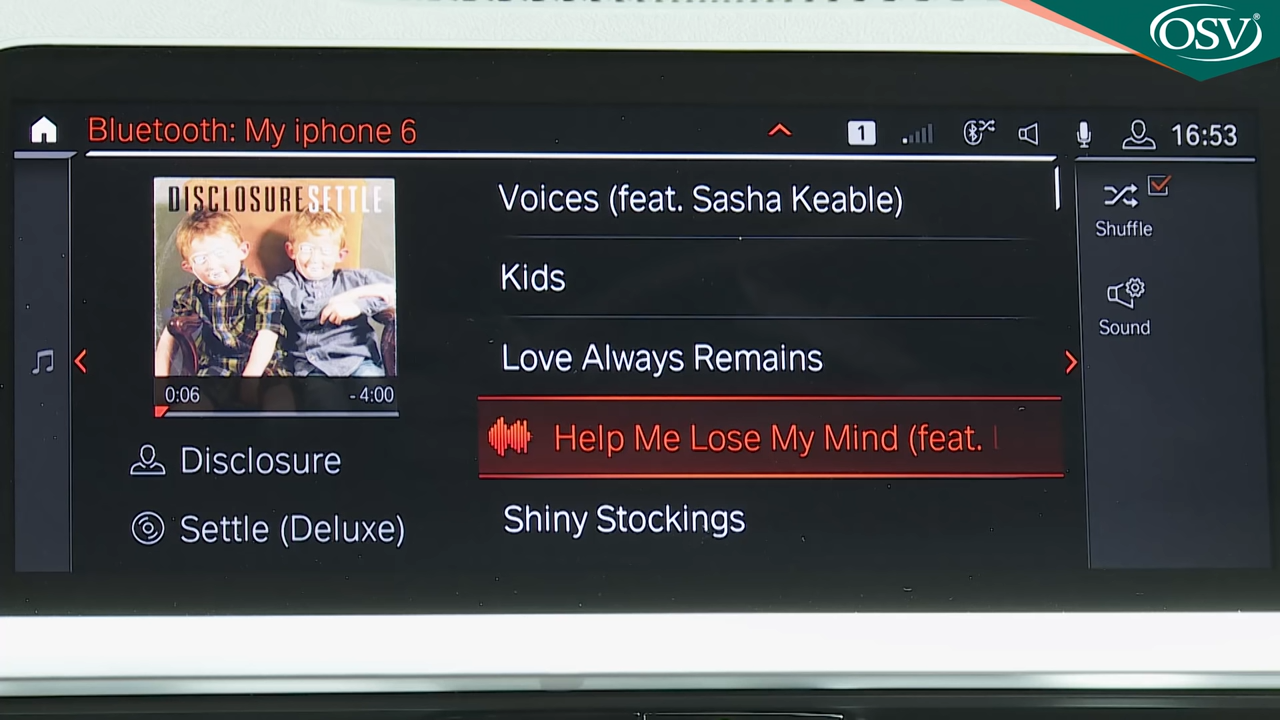 OSV®
Bluetooth: My iphone 6
1
16:53
DISCLOSURE SETTLE
0:06 -4:00
Disclosure
Settle (Deluxe)
Voices (feat. Sasha Keable)
Kids
Love Always Remains
Help Me Lose My Mind (feat.
Shiny Stockings
Shuffle
Sound